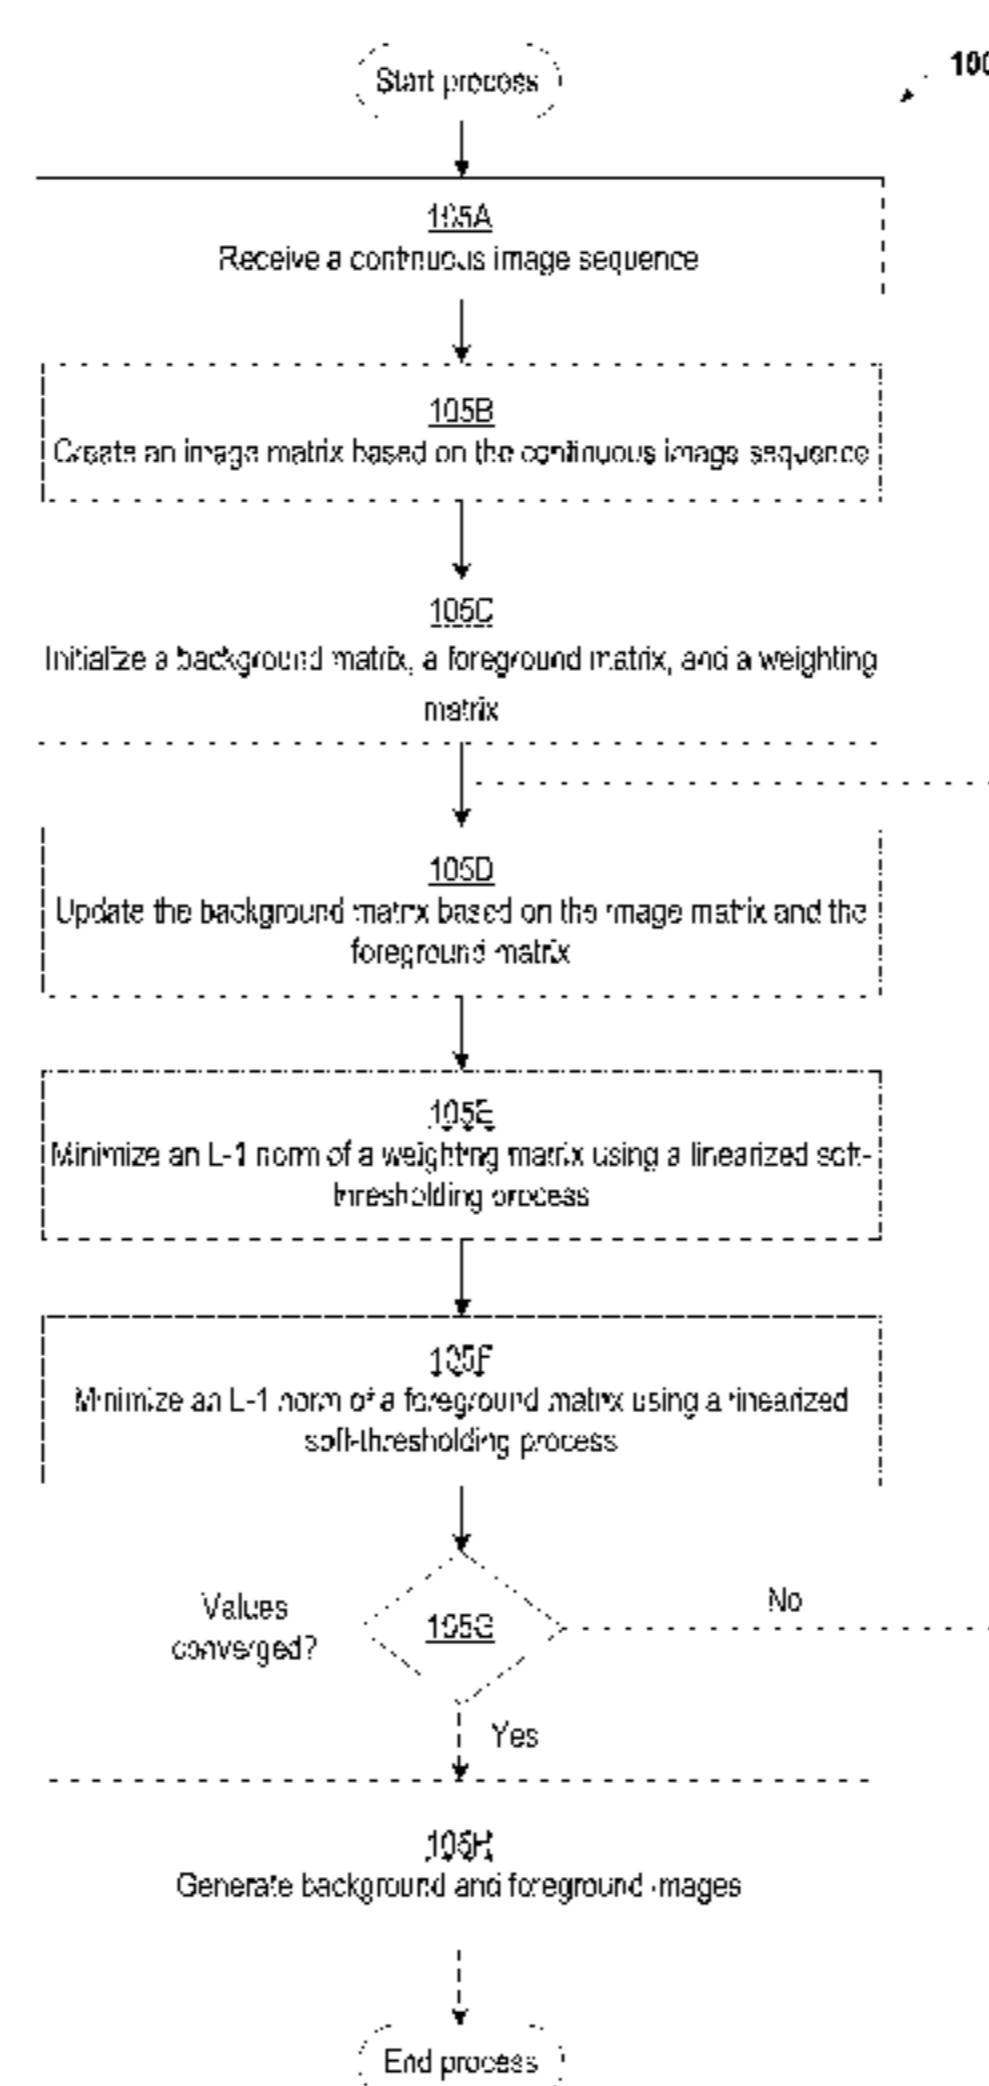 Start process
100
105A
Receive a continuous image sequence
105B
Create an image matrix based on the continuous image sequence
105C
Initialize a background matrix, a foreground matrix, and a weighting
matrix
105D
Update the background matrix based on the image matrix and the
foreground matrix
105E
Minimize an L-1 norm of a weighting matrix using a linearized soft-
thresholding process
105F
Minimize an L-1 norm of a foreground matrix using a linearized
soft-thresholding process
Values
converged?
105G
No
Yes
105H
Generate background and foreground images
End process